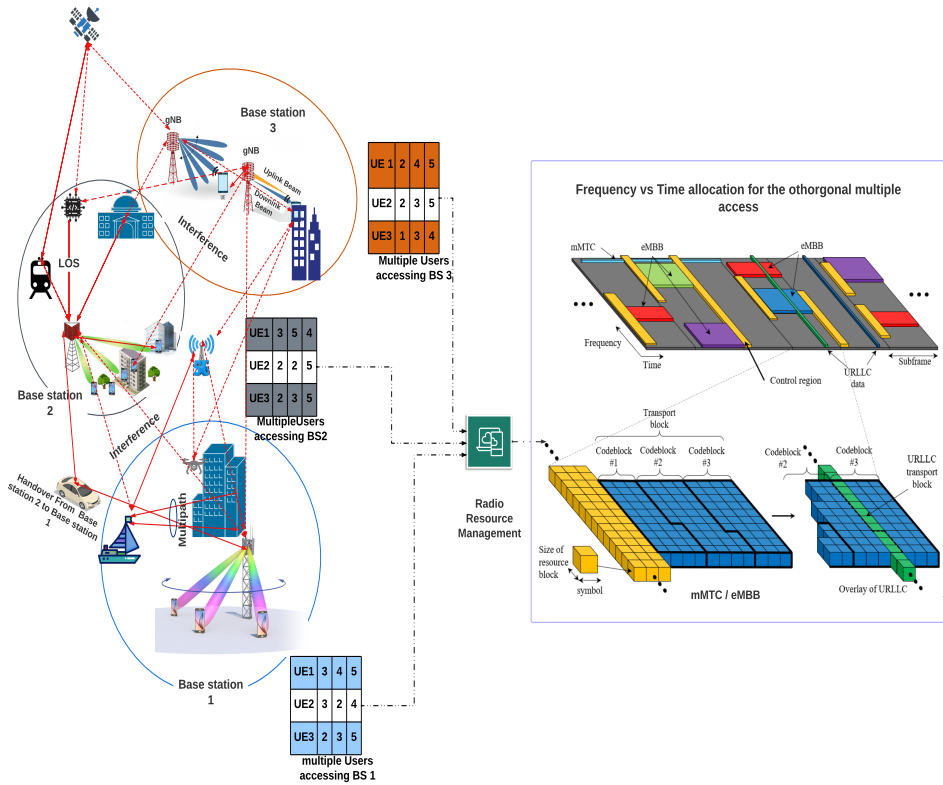 Base station
3
gNB
gNB
Uplink Beam
Downlink
Beam
UE
Interference
LOS
UE 1 2 4 5
UE2 2 3 5
UE3 1 3 4
Multiple Users
accessing BS 3
UE1 3 5 4
UE2 2 2 5
UE3 2 3 5
MultipleUsers
accessing BS2
Base station
2
Interference
Handover From Base
station 2 to Base station
1
Multipath
Base station
1
UE1 3 4 5
UE2 3 2 4
UE3 2 3 5
multiple Users
accessing BS 1
Radio
Resource
Management
Frequency vs Time allocation for the othorgonal multiple
access
mMTC
eMBB
eMBB
Frequency
Time
Control region
URLLC
data
Subframe
Transport
block
Codeblock
#1
Codeblock
#2
Codeblock
#3
Codeblock
#2
Codeblock
#3
URLLC
transport
block
Size of
resource
block
symbol
mMTC / eMBB
Overlay of URLLC